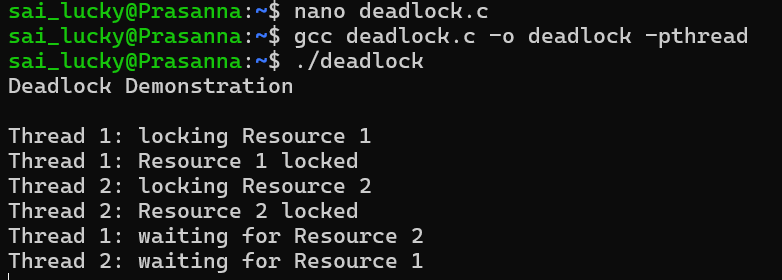 sai_lucky@Prasanna:~$ nano deadlock.c
sai_lucky@Prasanna:~$ gcc deadlock.c -o deadlock -pthread
sai_lucky@Prasanna:~$ ./deadlock
Deadlock Demonstration

Thread 1: locking Resource 1
Thread 1: Resource 1 locked
Thread 2: locking Resource 2
Thread 2: Resource 2 locked
Thread 1: waiting for Resource 2
Thread 2: waiting for Resource 1